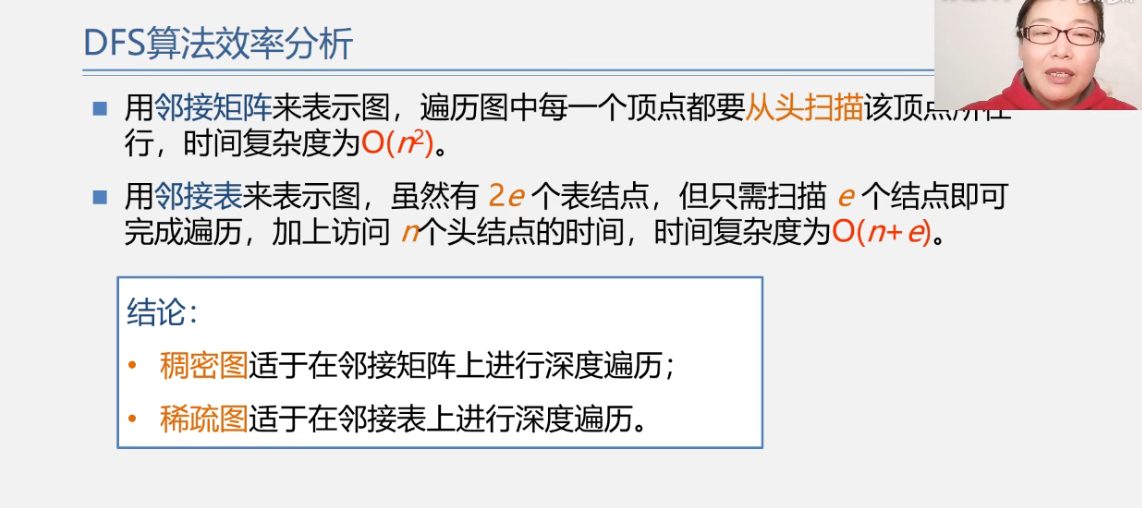 DFS算法效率分析
■ 用邻接矩阵来表示图，遍历图中每一个顶点都要从头扫描该顶点所在
行，时间复杂度为O(n²)。
■ 用邻接表来表示图，虽然有 2e 个表结点，但只需扫描 e 个结点即可
完成遍历，加上访问 n个头结点的时间，时间复杂度为O(n+e)。
结论：
• 稠密图适于在邻接矩阵上进行深度遍历；
• 稀疏图适于在邻接表上进行深度遍历。